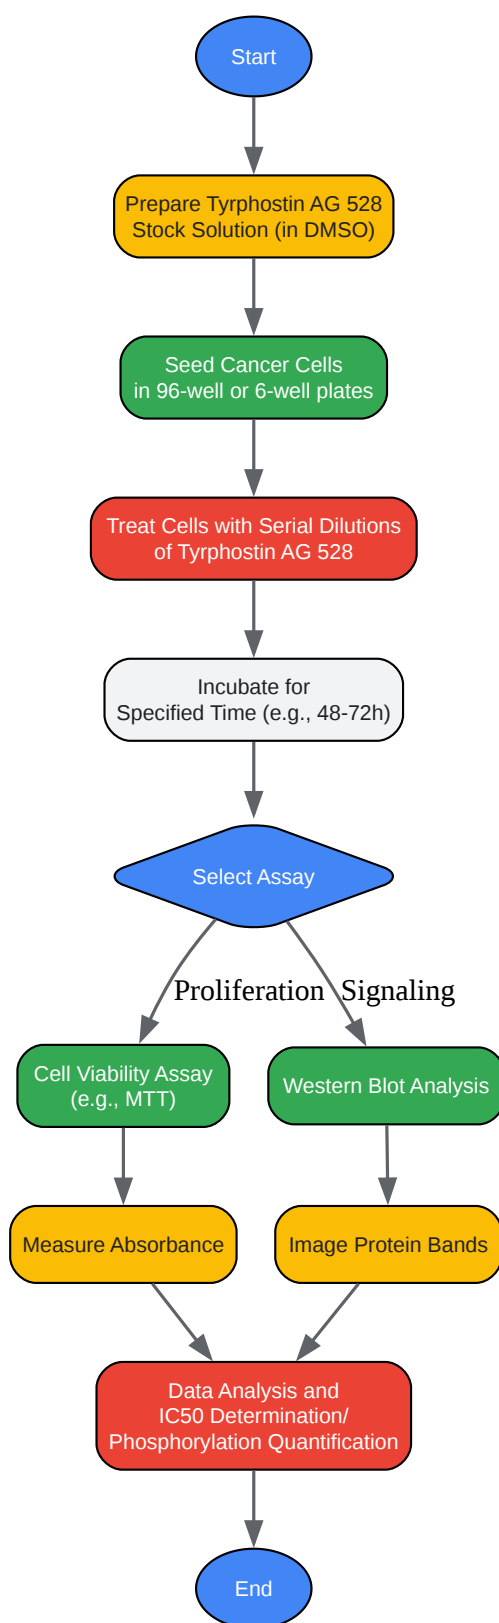 Start
Prepare Tyrphostin AG 528
Stock Solution (in DMSO)
Seed Cancer Cells
in 96-well or 6-well plates
Treat Cells with Serial Dilutions
of Tyrphostin AG 528
Incubate for
Specified Time (e.g., 48-72h)
Select Assay
Proliferation
Signaling
Cell Viability Assay
(e.g., MTT)
Western Blot Analysis
Measure Absorbance
Image Protein Bands
Data Analysis and
IC50 Determination/
Phosphorylation Quantification
End